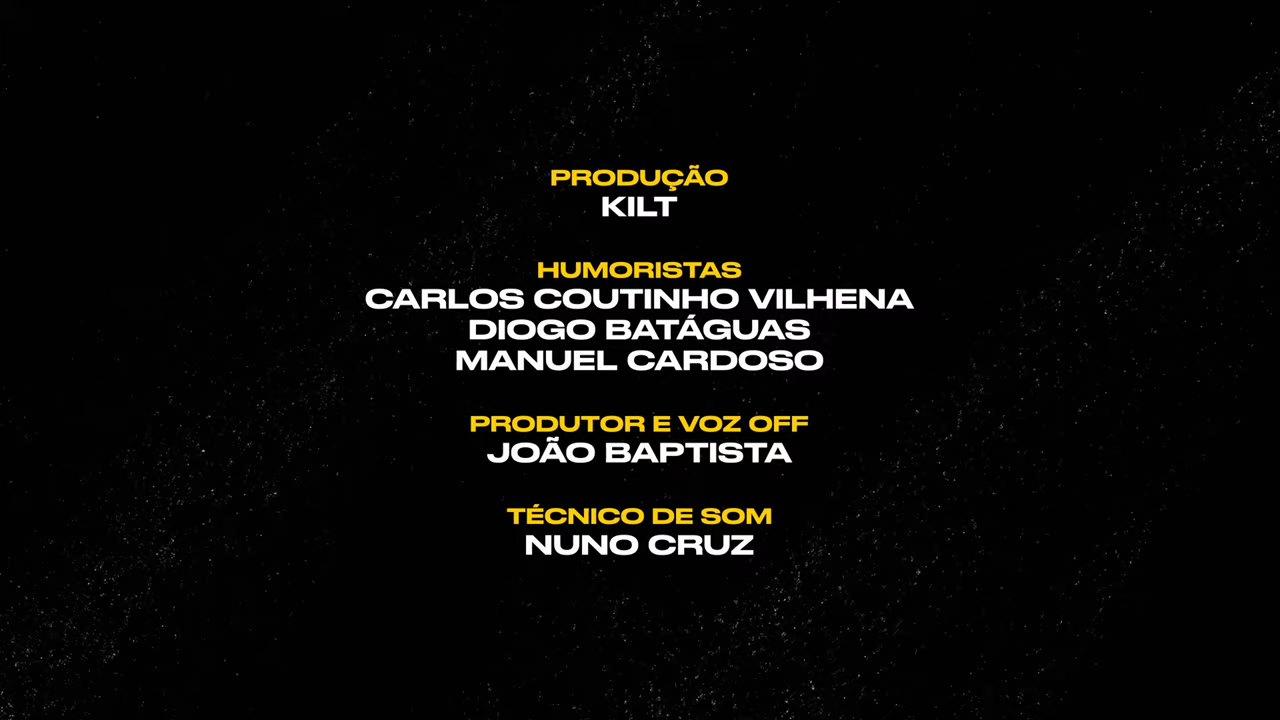 PRODUÇÃO
KILT
HUMORISTAS
CARLOS COUTINHO VILHENA
DIOGO BATÁGUAS
MANUEL CARDOSO
PRODUTOR E VOZ OFF
JOÃO BAPTISTA
TÉCNICO DE SOM
NUNO CRUZ